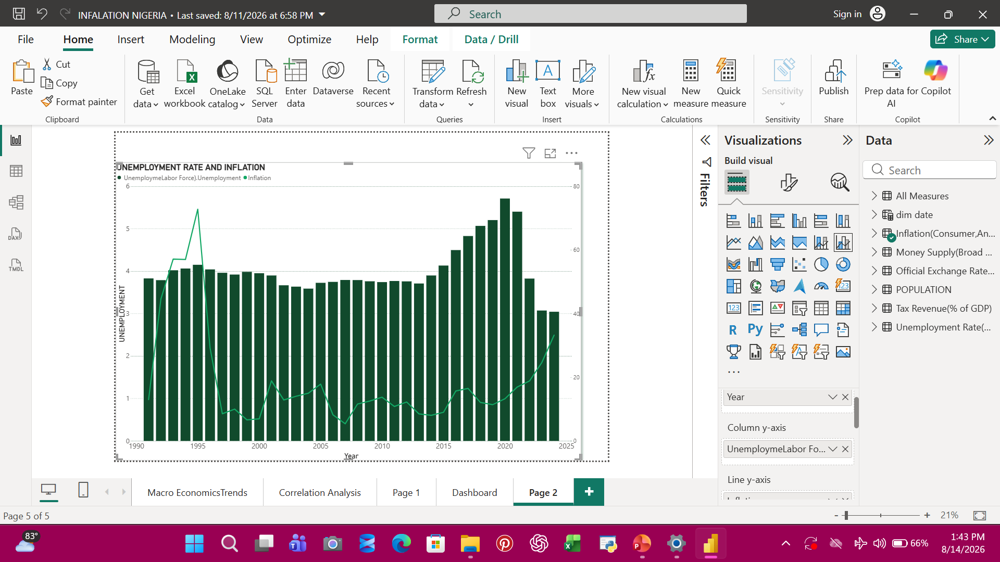 INFALATION NIGERIA • Last saved: 8/11/2026 at 6:58 PM
Search
Sign in
File
Home
Insert
Modeling
View
Optimize
Help
Format
Data / Drill
Share
Paste
Cut
Copy
Format painter
Clipboard
Get data
Excel workbook
OneLake catalog
SQL Server
Enter data
Dataverse
Recent sources
Data
Transform data
Refresh
Queries
New visual
Text box
More visuals
Insert
New visual calculation
New measure
Quick measure
Calculations
Sensitivity
Sensitivity
Publish
Share
Prep data for AI
Copilot
Copilot
DAX
TMDL
UNEMPLOYMENT RATE AND INFLATION
UnemploymeLabor Force).Unemployment
Inflation
6
5
4
3
2
1
0
UNEMPLOYMENT
80
60
40
20
0
1990
1995
2000
2005
2010
2015
2020
2025
Year
Filters
Visualizations
Build visual
123
123
R
Py
Year
Column y-axis
UnemploymeLabor Fo...
Line y-axis
Data
Search
All Measures
dim date
Inflation(Consumer,An...
Money Supply(Broad ...
Official Exchange Rate...
POPULATION
Tax Revenue(% of GDP)
Unemployment Rate(...
Macro EconomicsTrends
Correlation Analysis
Page 1
Dashboard
Page 2
Page 5 of 5
21%
83°
66%
1:43 PM
8/14/2026